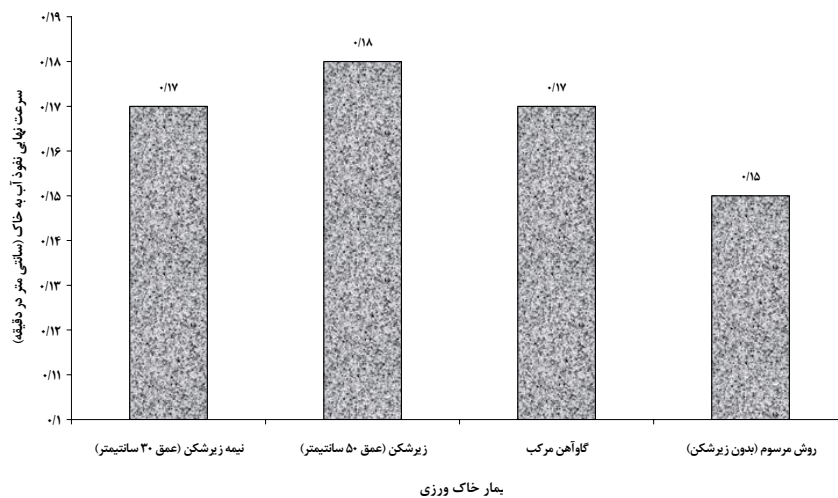 سرعت نهایی نفوذ آب به خاک (سانتی متر در دقیقه)
۰/۱۹
۰/۱۸
۰/۱۷
۰/۱۶
۰/۱۵
۰/۱۴
۰/۱۳
۰/۱۲
۰/۱۱
۰/۱
۰/۱۷
۰/۱۸
۰/۱۷
۰/۱۵
نیمه زیرشکن (عمق ۳۰ سانتیمتر)
زیرشکن (عمق ۵۰ سانتیمتر)
گاوآهن مرکب
روش مرسوم (بدون زیرشکن)
یمار خاک ورزی